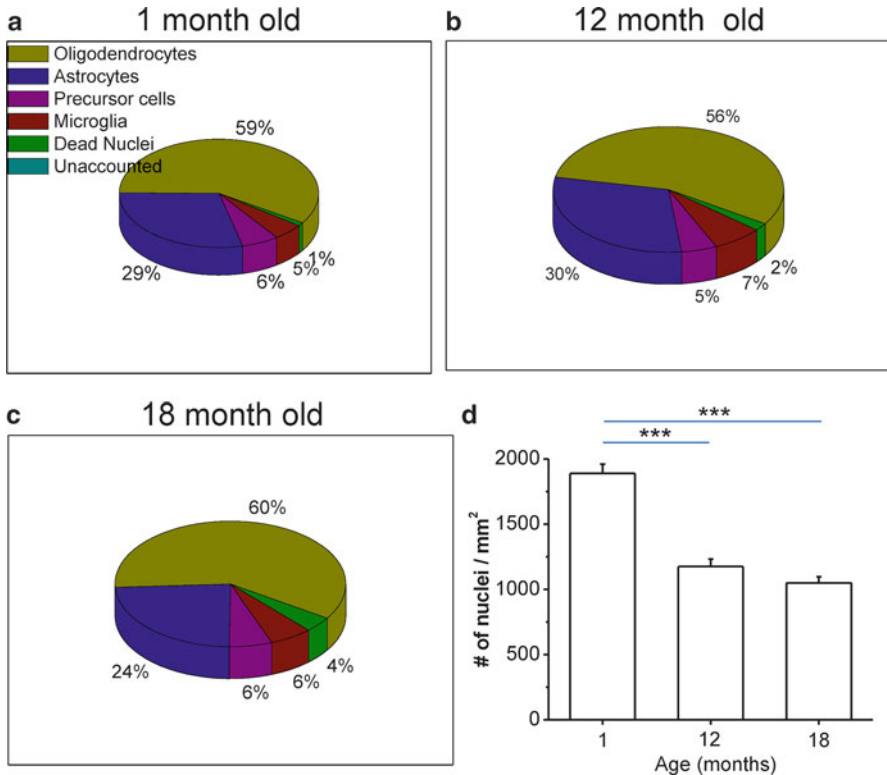 a
1 month old
Oligodendrocytes
Astrocytes
Precursor cells
Microglia
Dead Nuclei
Unaccounted
59%
29%
6%
5%
1%
b
12 month old
56%
30%
5%
7%
2%
c
18 month old
60%
24%
6%
6%
4%
d
***
***
2000
1500
1000
500
0
# of nuclei / mm²
1
12
18
Age (months)